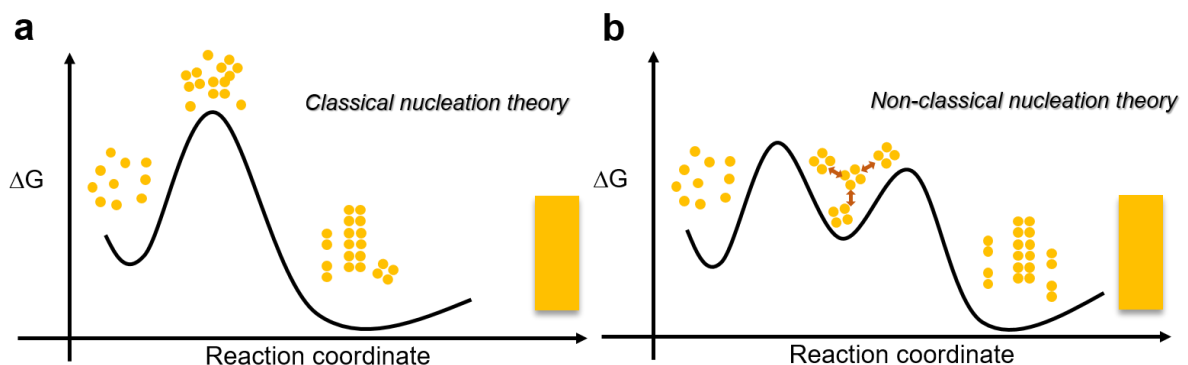 a
Classical nucleation theory
ΔG
Reaction coordinate
b
Non-classical nucleation theory
ΔG
Reaction coordinate